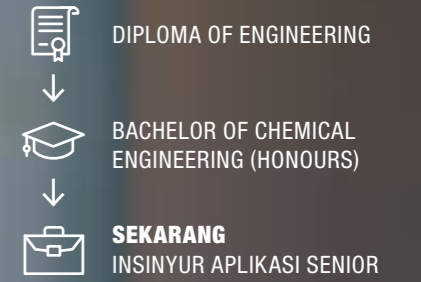 DIPLOMA OF ENGINEERING
BACHELOR OF CHEMICAL
ENGINEERING (HONOURS)
SEKARANG
INSINYUR APLIKASI SENIOR